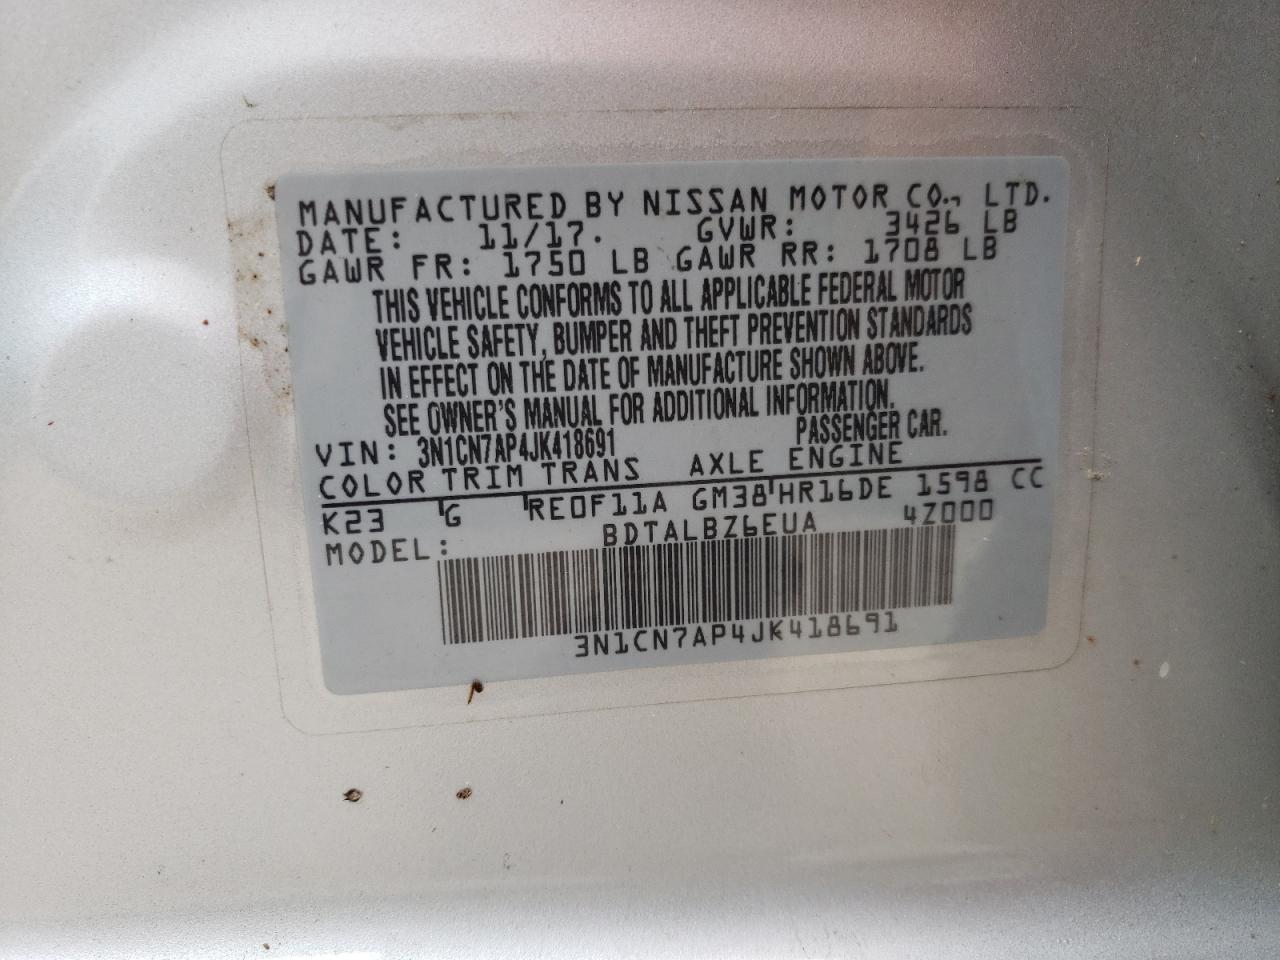 MANUFACTURED BY NISSAN MOTOR CO., LTD.
DATE: 11/17. GVWR: 3426 LB
GAWR FR: 1750 LB GAWR RR: 1708 LB
THIS VEHICLE CONFORMS TO ALL APPLICABLE FEDERAL MOTOR
VEHICLE SAFETY, BUMPER AND THEFT PREVENTION STANDARDS
IN EFFECT ON THE DATE OF MANUFACTURE SHOWN ABOVE.
SEE OWNER'S MANUAL FOR ADDITIONAL INFORMATION.
VIN: 3N1CN7AP4JK418691 PASSENGER CAR.
COLOR TRIM TRANS AXLE ENGINE
K23 G RE0F11A GM38 HR16DE 1598 CC
MODEL: BDTALBZ6EUA 4Z000
3N1CN7AP4JK418691